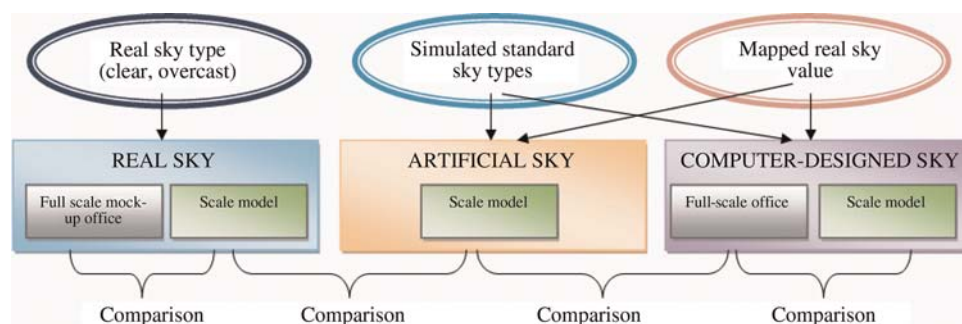 Real sky type
(clear, overcast)
Simulated standard
sky types
Mapped real sky
value
REAL SKY
Full scale mock-
up office
Scale model
ARTIFICIAL SKY
Scale model
COMPUTER-DESIGNED SKY
Full-scale office
Scale model
Comparison
Comparison
Comparison
Comparison